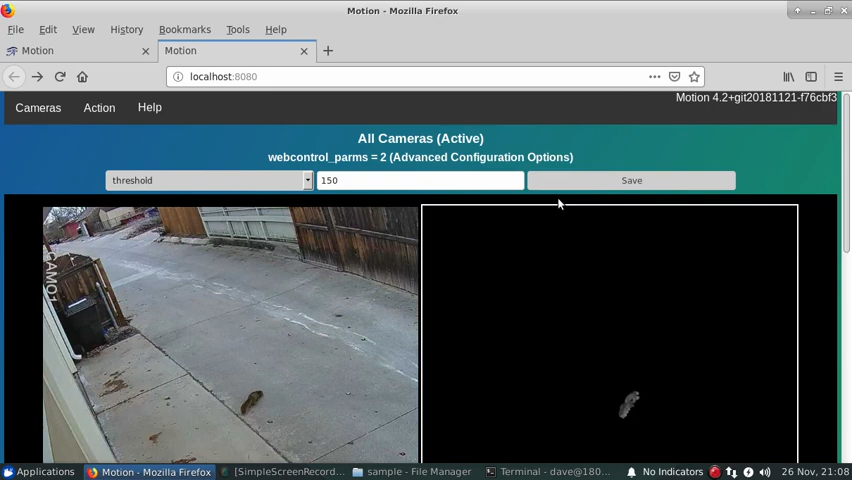 Motion - Mozilla Firefox
File Edit View History Bookmarks Tools Help
Motion
Motion
localhost:8080
Motion 4.2+git20181121-f76cbf3
Cameras Action Help
All Cameras (Active)
webcontrol_parms = 2 (Advanced Configuration Options)
threshold 150 Save
CAM01
Applications Motion - Mozilla Firefox [SimpleScreenRecord... sample - File Manager Terminal - dave@180... No Indicators 26 Nov, 21:08